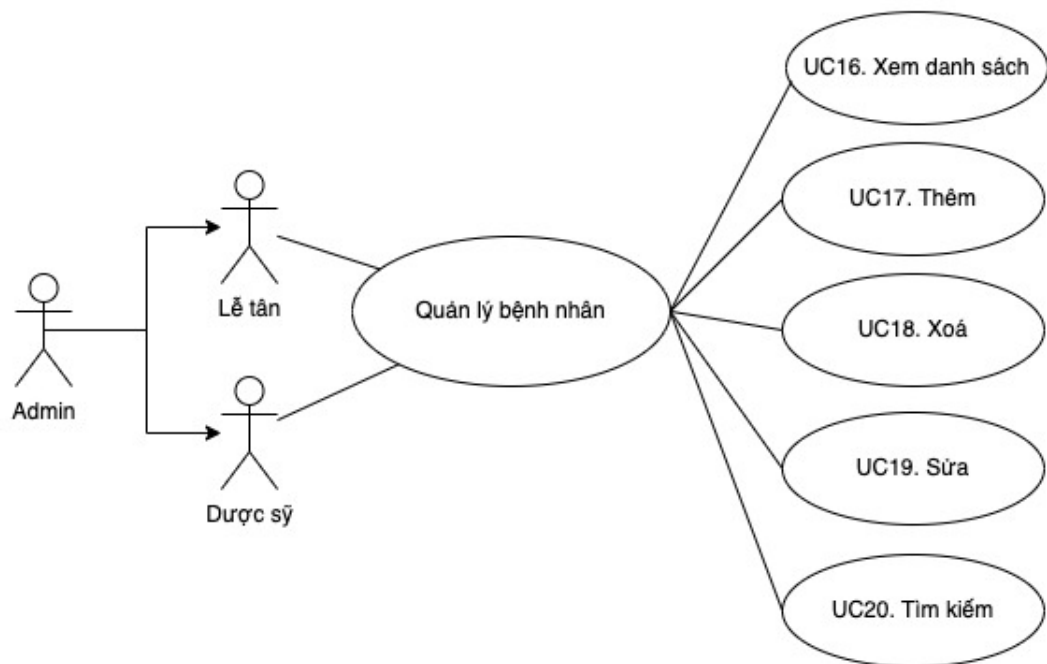 UC16. Xem danh sách
UC17. Thêm
Lễ tân
Quán lý bệnh nhân
UC18. Xoá
Admin
UC19. Sửa
Dược sỹ
UC20. Tìm kiếm